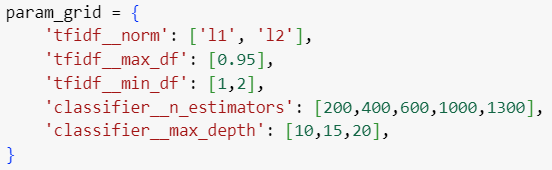 param_grid = {
    'tfidf__norm': ['l1', 'l2'],
    'tfidf__max_df': [0.95],
    'tfidf__min_df': [1,2],
    'classifier__n_estimators': [200,400,600,1000,1300],
    'classifier__max_depth': [10,15,20],
}